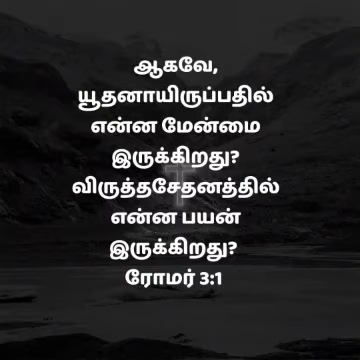 ஆகவே,
யூதனாயிருப்பதில்
என்ன மேன்மை
இருக்கிறது?
விருத்தசேதனத்தில்
என்ன பயன்
இருக்கிறது?
ரோமர் 3:1